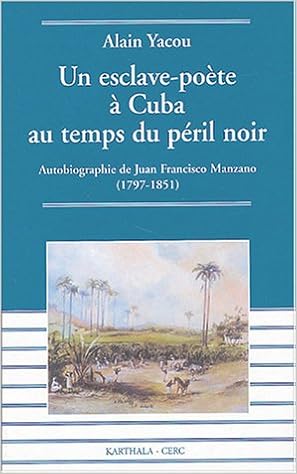 Alain Yacou
Un esclave-poète
à Cuba
au temps du péril noir
Autobiographie de Juan Francisco Manzano
(1797-1851)
KARTHALA - CERC